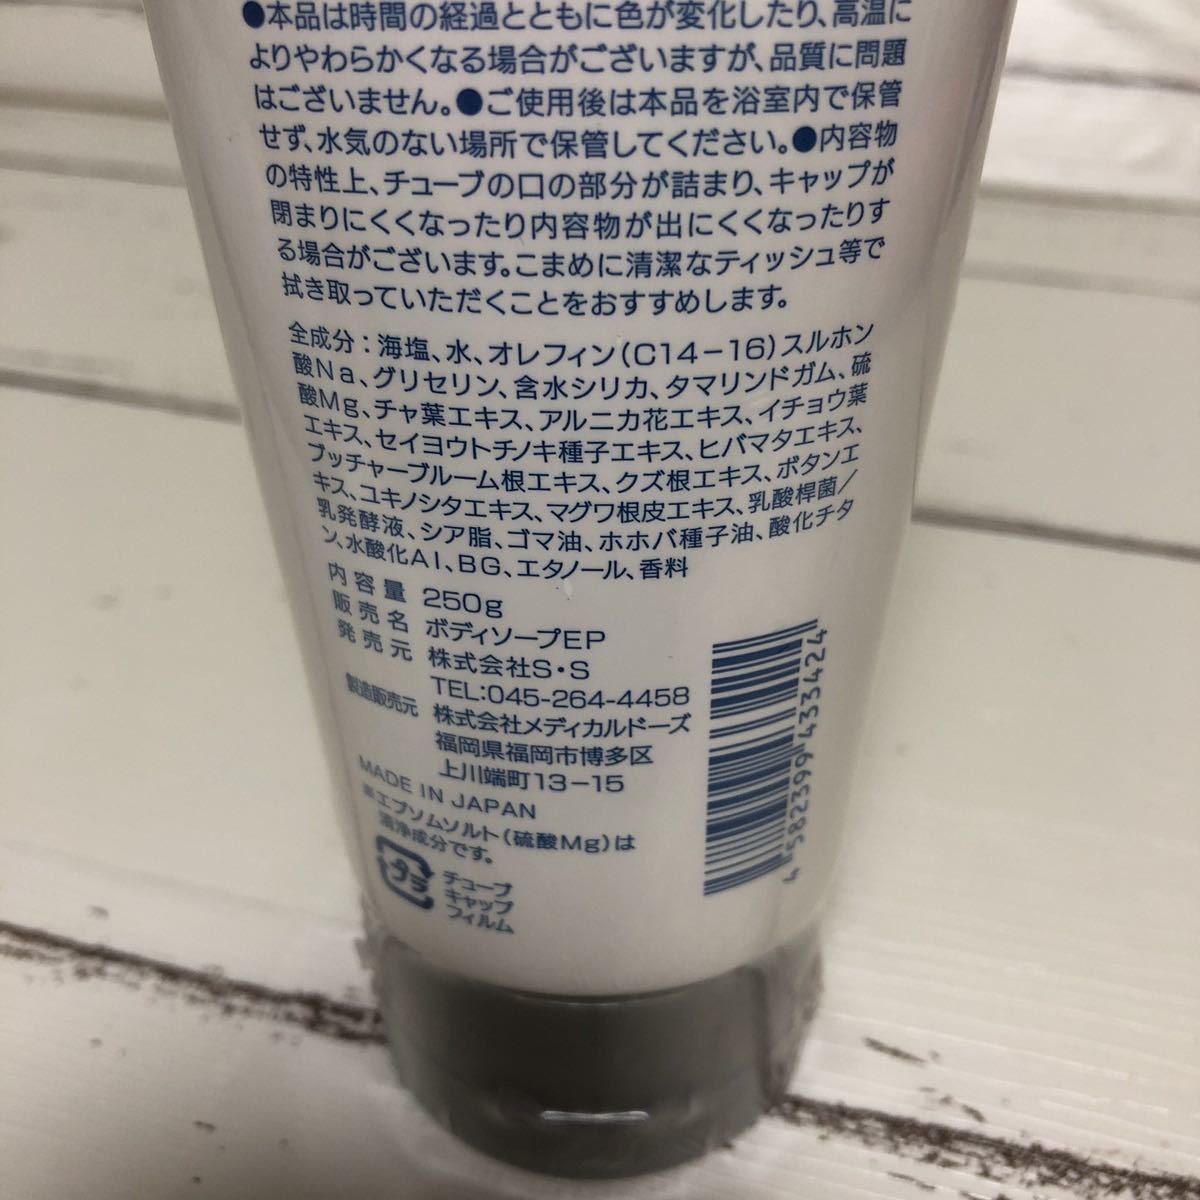 ●本品は時間の経過とともに色が変化したり、高温に
よりやわらかくなる場合がございますが、品質に問題
はございません。●ご使用後は本品を浴室内で保管
せず、水気のない場所で保管してください。●内容物
の特性上、チューブの口の部分が詰まり、キャップが
閉まりにくくなったり内容物が出にくくなったりす
る場合がございます。こまめに清潔なティッシュ等で
拭き取っていただくことをおすすめします。
全成分：海塩、水、オレフィン(C14－16)スルホン
酸Na、グリセリン、含水シリカ、タマリンドガム、硫
酸Mg、チャ葉エキス、アルニカ花エキス、イチョウ葉
エキス、セイヨウトチノキ種子エキス、ヒバマタエキス、
ブッチャーブルーム根エキス、クズ根エキス、ボタンエ
キス、ユキノシタエキス、マグワ根皮エキス、乳酸桿菌／
乳発酵液、シア脂、ゴマ油、ホホバ種子油、酸化チタ
ン、水酸化Al、BG、エタノール、香料
内容量 250g
販売名 ボディソープEP
発売元 株式会社S・S
TEL:045-264-4458
製造販売元 株式会社メディカルドーズ
福岡県福岡市博多区
上川端町13－15
MADE IN JAPAN
※エプソムソルト(硫酸Mg)は
清浄成分です。
プラ
チューブ
キャップ
フィルム
4 582399 433424